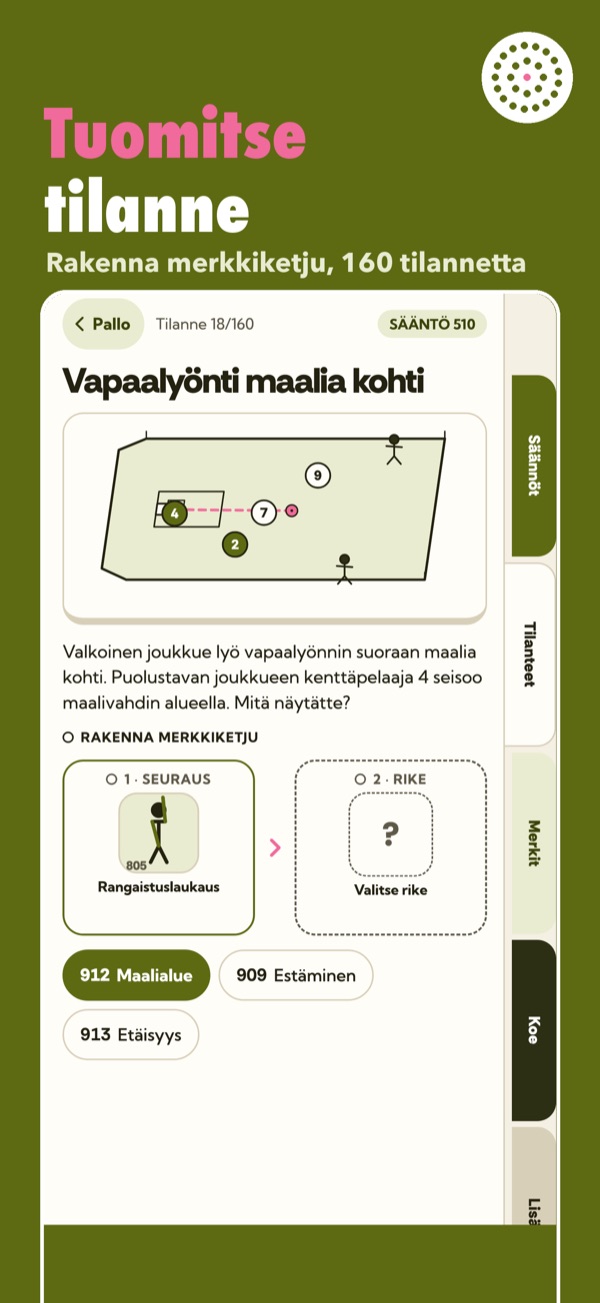 Tuomitse
tilanne
Rakenna merkkiketju, 160 tilannetta
Pallo
Tilanne 18/160
SÄÄNTÖ 510
Vapaalyönti maalia kohti
9
4
7
2
Valkoinen joukkue lyö vapaalyönnin suoraan maalia
kohti. Puolustavan joukkueen kenttäpelaaja 4 seisoo
maalivahdin alueella. Mitä näytätte?
RAKENNA MERKKIKETJU
1 · SEURAUS
805
Rangaistuslaukaus
2 · RIKE
?
Valitse rike
912 Maalialue
909 Estäminen
913 Etäisyys
Säännöt
Tilanteet
Merkit
Koe